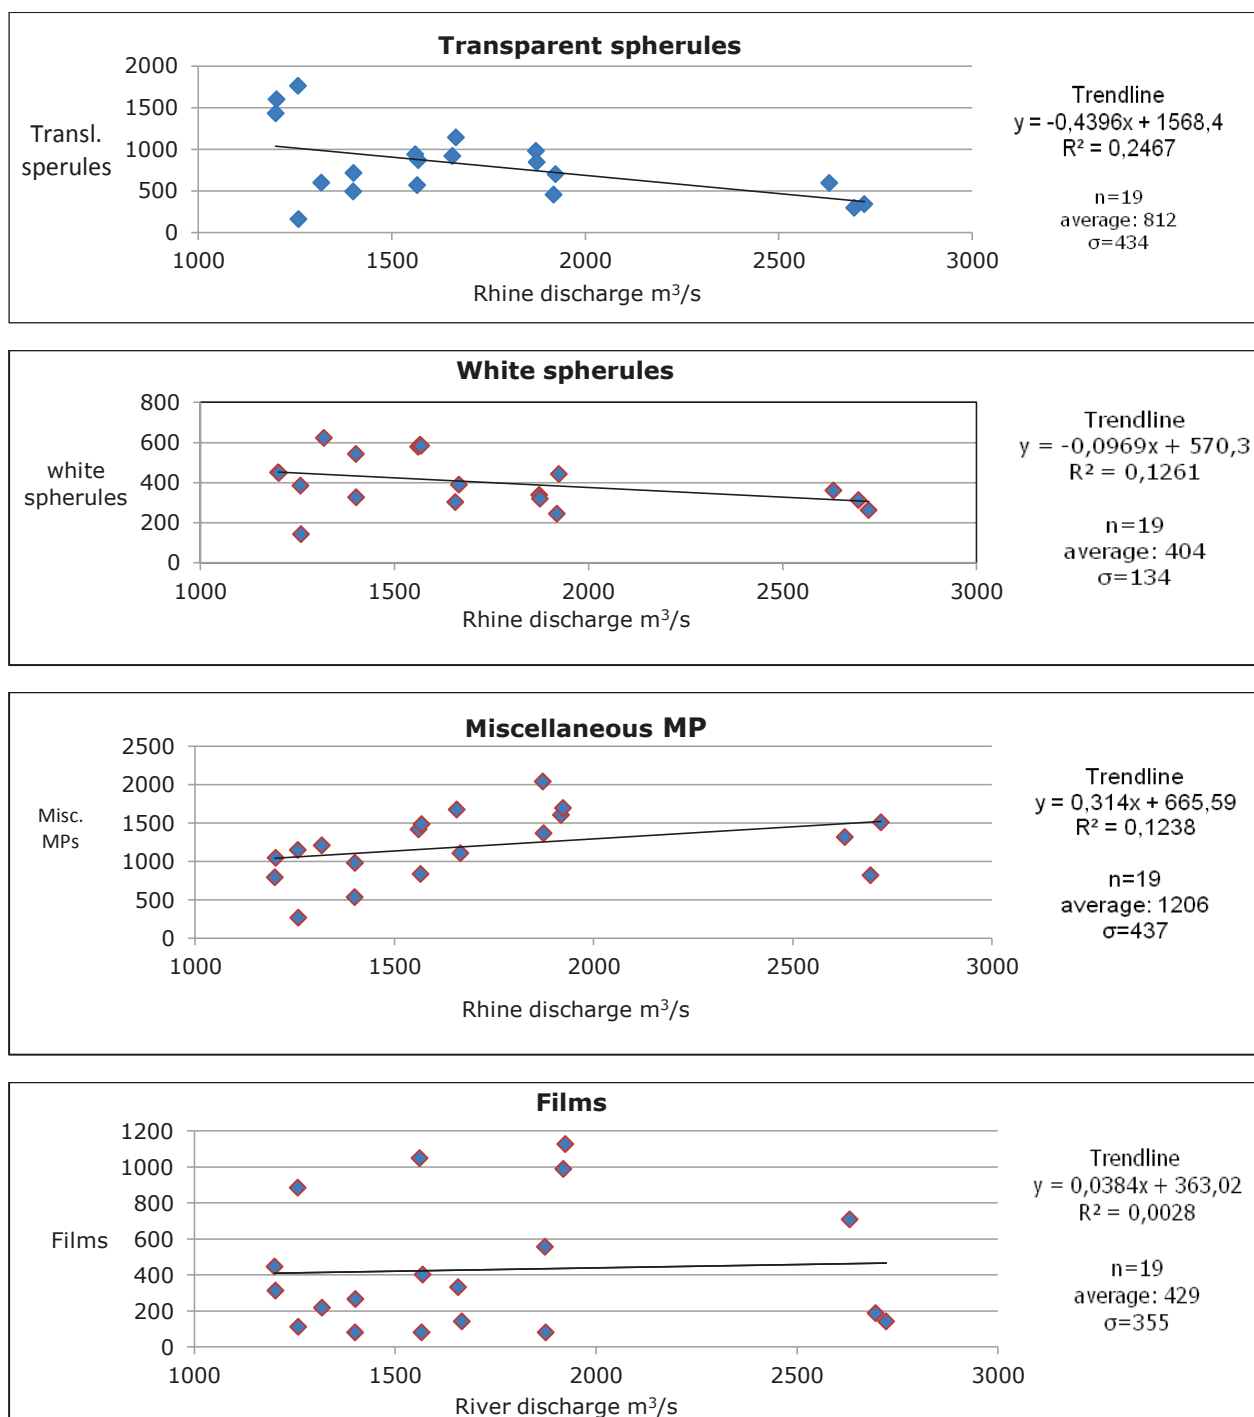 Transparent spherules
2000
1500
1000
500
0
Transl.
sperules
1000 1500 2000 2500 3000
Rhine discharge m³/s
Trendline
y = -0,4396x + 1568,4
R² = 0,2467
n=19
average: 812
σ=434
White spherules
800
600
400
200
0
white
spherules
1000 1500 2000 2500 3000
Rhine discharge m³/s
Trendline
y = -0,0969x + 570,3
R² = 0,1261
n=19
average: 404
σ=134
Miscellaneous MP
2500
2000
1500
1000
500
0
Misc.
MPs
1000 1500 2000 2500 3000
Rhine discharge m³/s
Trendline
y = 0,314x + 665,59
R² = 0,1238
n=19
average: 1206
σ=437
Films
1200
1000
800
600
400
200
0
Films
1000 1500 2000 2500 3000
River discharge m³/s
Trendline
y = 0,0384x + 363,02
R² = 0,0028
n=19
average: 429
σ=355